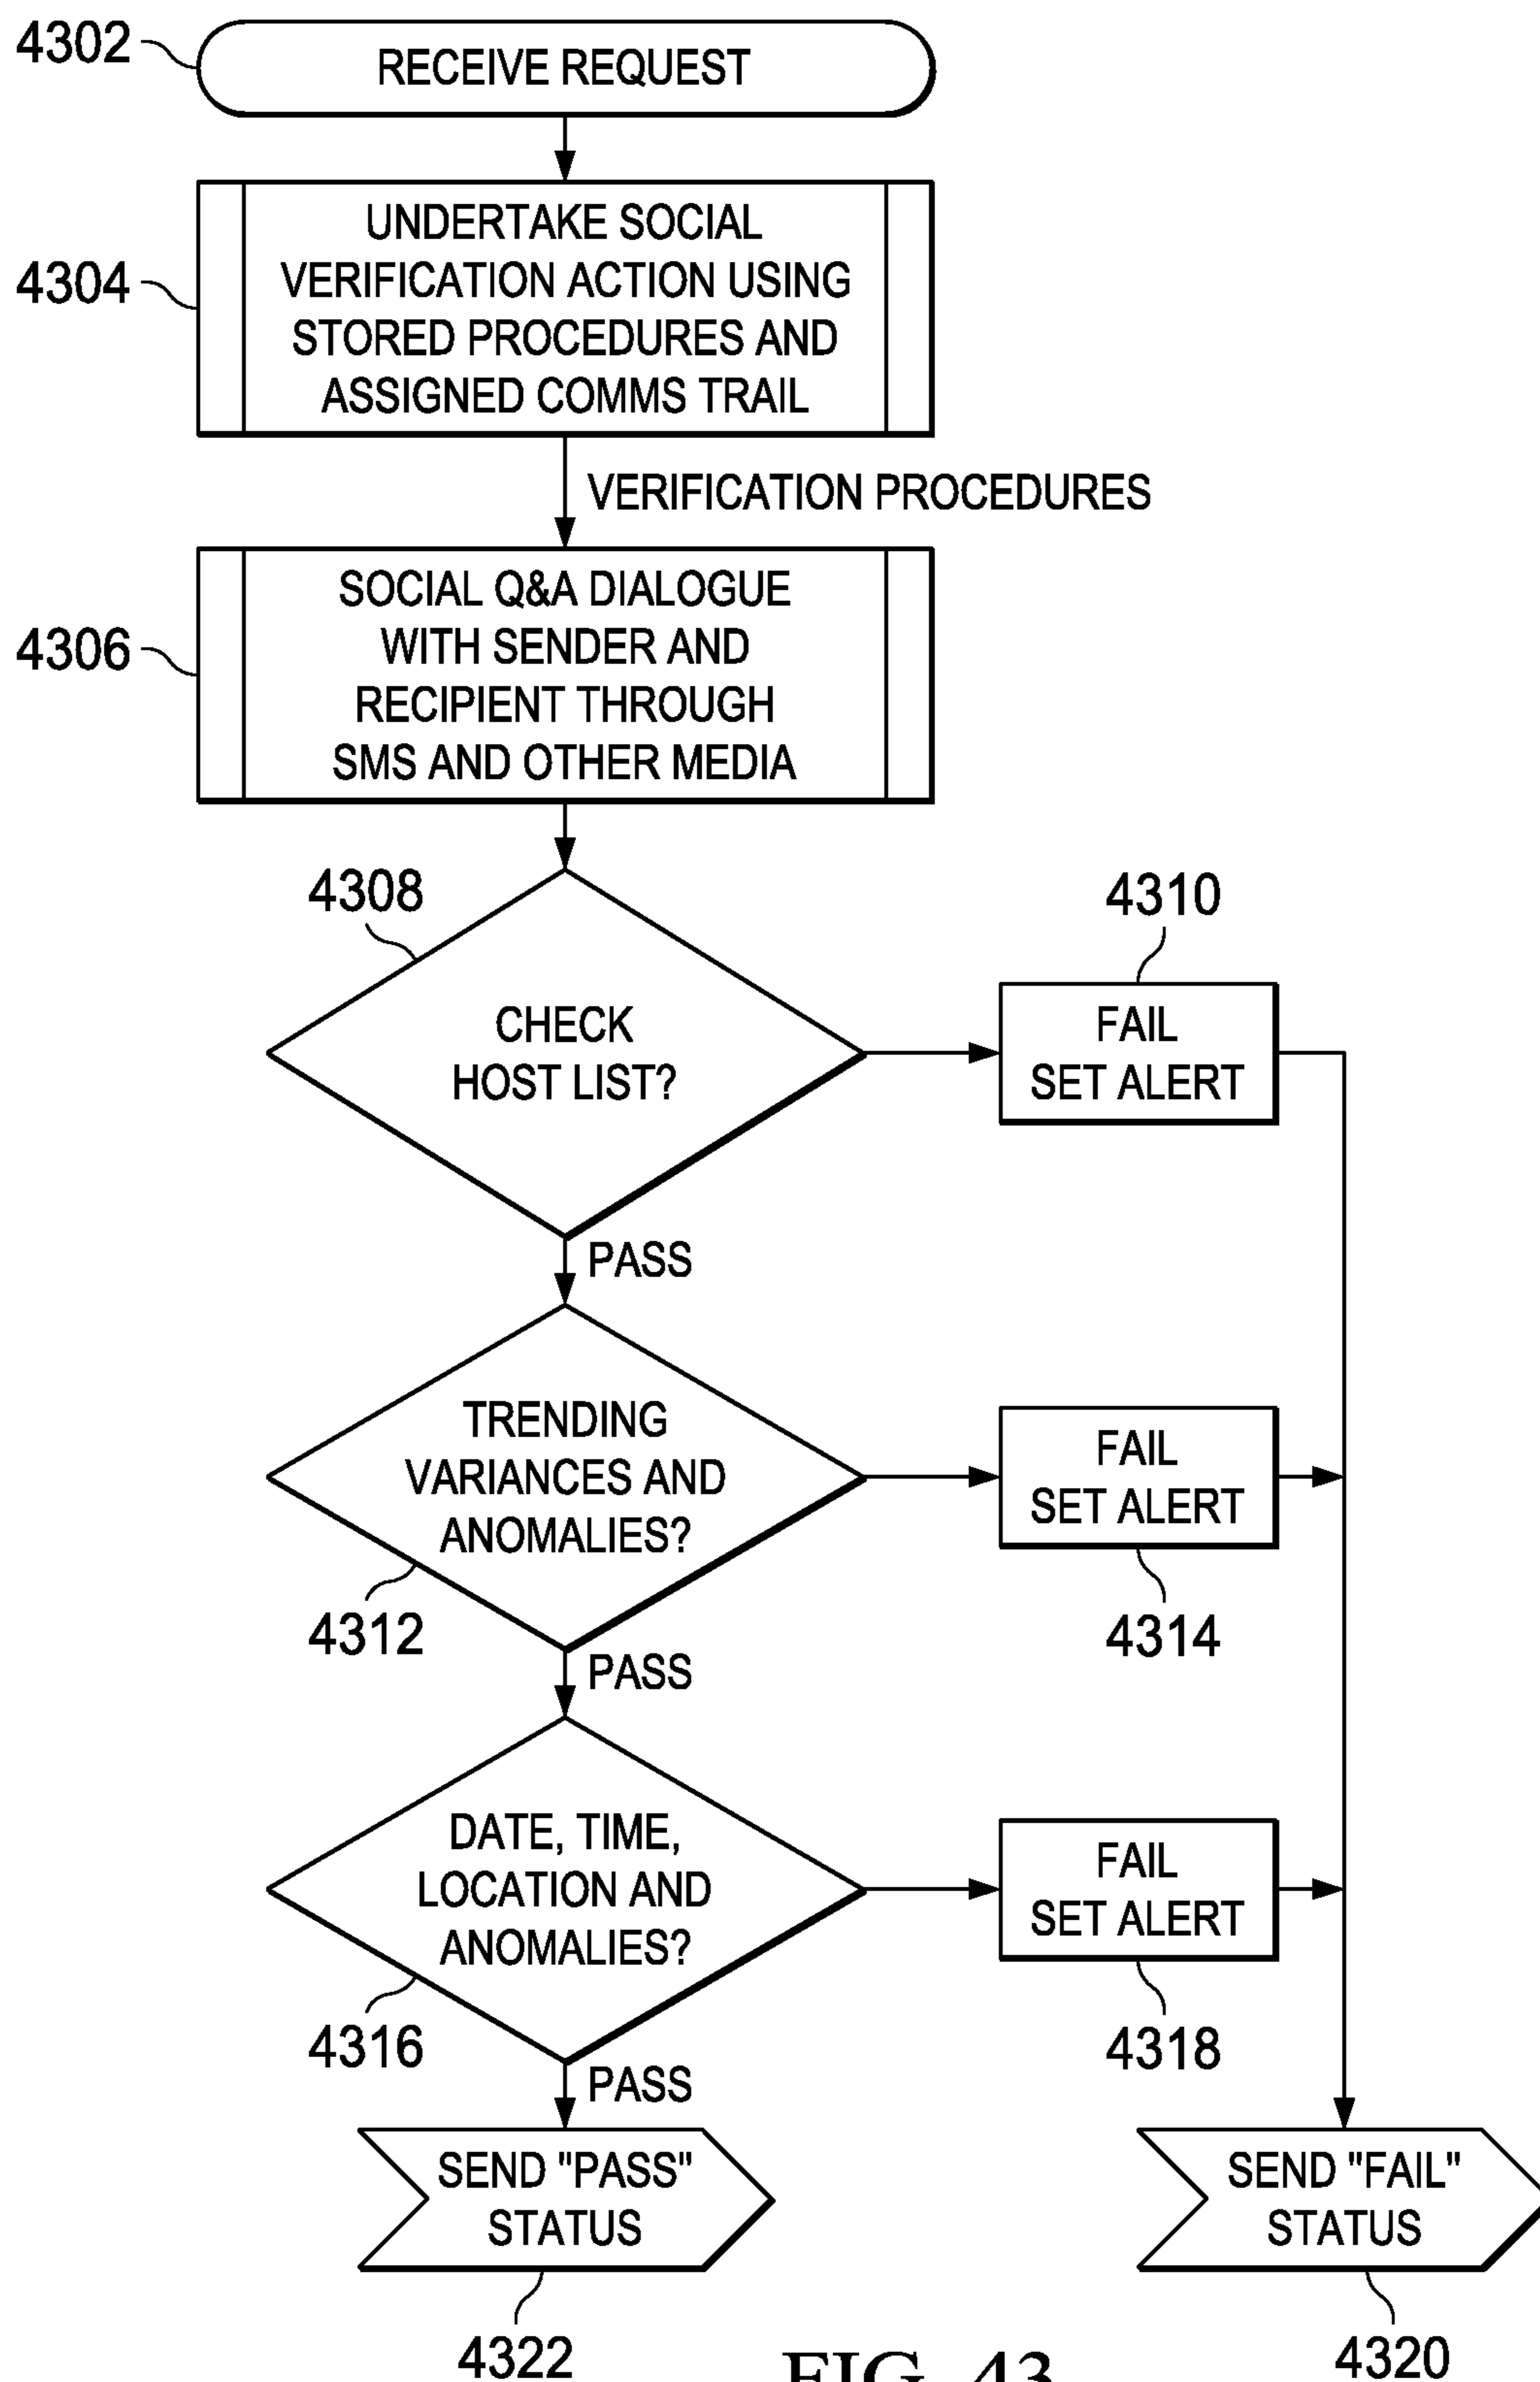 4302
RECEIVE REQUEST
4304
UNDERTAKE SOCIAL
VERIFICATION ACTION USING
STORED PROCEDURES AND
ASSIGNED COMMS TRAIL
VERIFICATION PROCEDURES
4306
SOCIAL Q&A DIALOGUE
WITH SENDER AND
RECIPIENT THROUGH
SMS AND OTHER MEDIA
4308
CHECK
HOST LIST?
4310
FAIL
SET ALERT
PASS
TRENDING
VARIANCES AND
ANOMALIES?
4312
FAIL
SET ALERT
4314
PASS
DATE, TIME,
LOCATION AND
ANOMALIES?
4316
FAIL
SET ALERT
4318
PASS
SEND "PASS"
STATUS
4322
SEND "FAIL"
STATUS
4320
FIG. 43